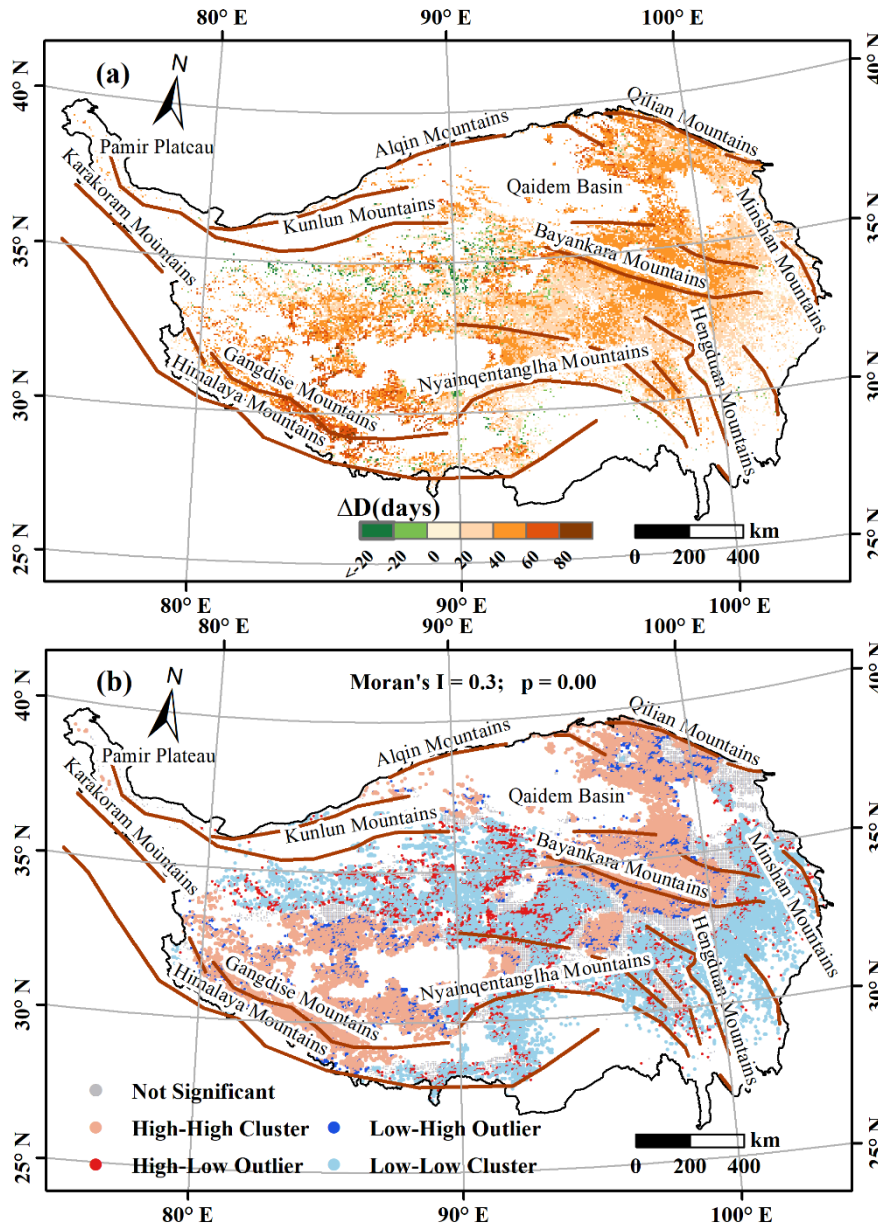 80° E 90° E 100° E
(a)
N
40° N
40° N
35° N
35° N
30° N
30° N
25° N
25° N
Pamir Plateau
Karakoram Mountains
Alqin Mountains
Qilian Mountains
Kunlun Mountains
Qaidem Basin
Minshan Mountains
Bayankara Mountains
Hengduan Mountains
Gangdise Mountains
Himalaya Mountains
Nyainqentanglha Mountains
ΔD(days)
<-20 -20 0 20 40 60 80
km
0 200 400
80° E 90° E 100° E
80° E 90° E 100° E
(b)
N
Moran's I = 0.3; p = 0.00
40° N
40° N
35° N
35° N
30° N
30° N
25° N
25° N
Pamir Plateau
Karakoram Mountains
Alqin Mountains
Qilian Mountains
Kunlun Mountains
Qaidem Basin
Minshan Mountains
Bayankara Mountains
Hengduan Mountains
Gangdise Mountains
Himalaya Mountains
Nyainqentanglha Mountains
Not Significant
High-High Cluster Low-High Outlier
High-Low Outlier Low-Low Cluster
km
0 200 400
80° E 90° E 100° E